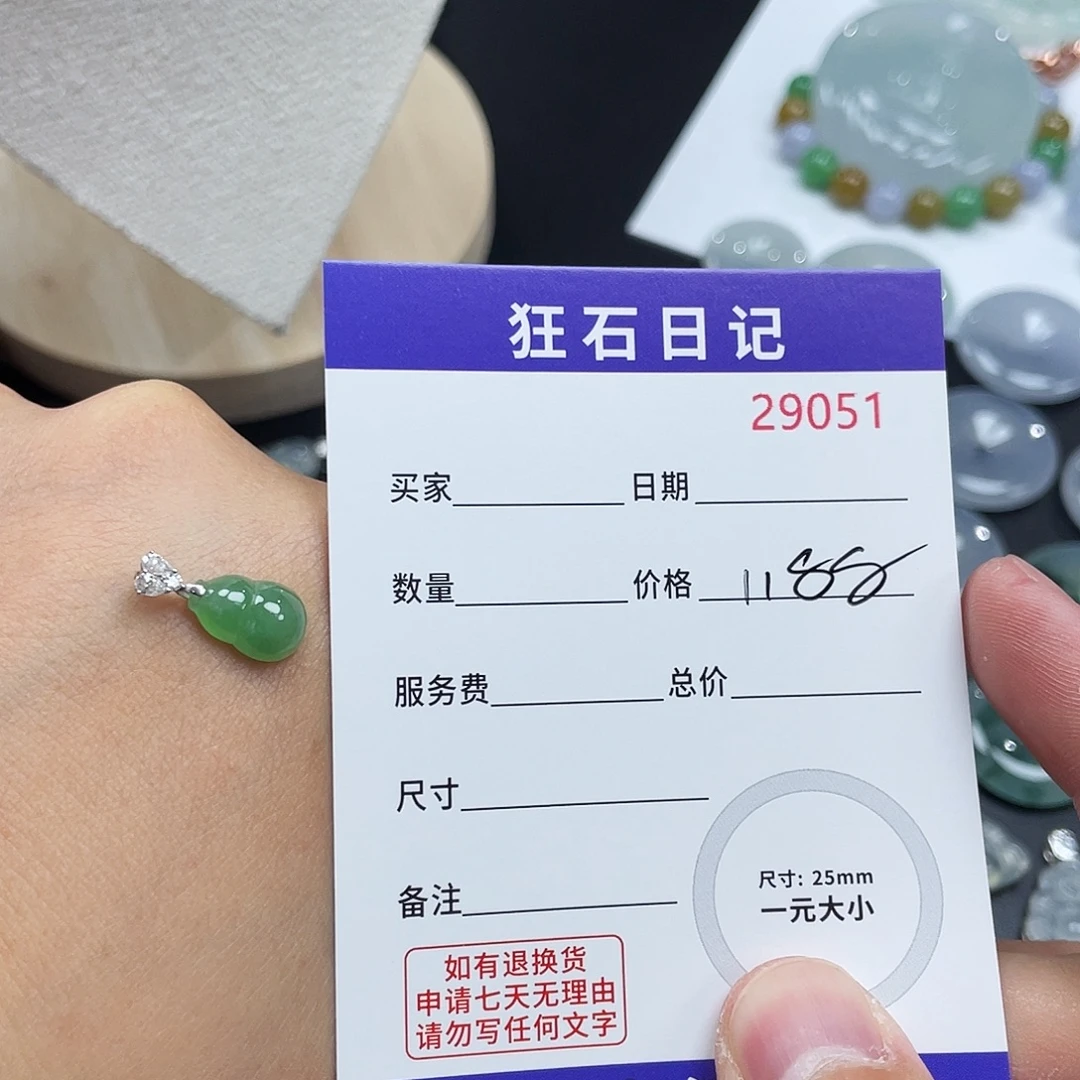 狂石日记
29051
买家 日期
数量 价格 1188
服务费 总价
尺寸
尺寸: 25mm
一元大小
备注
如有退换货
申请七天无理由
请勿写任何文字